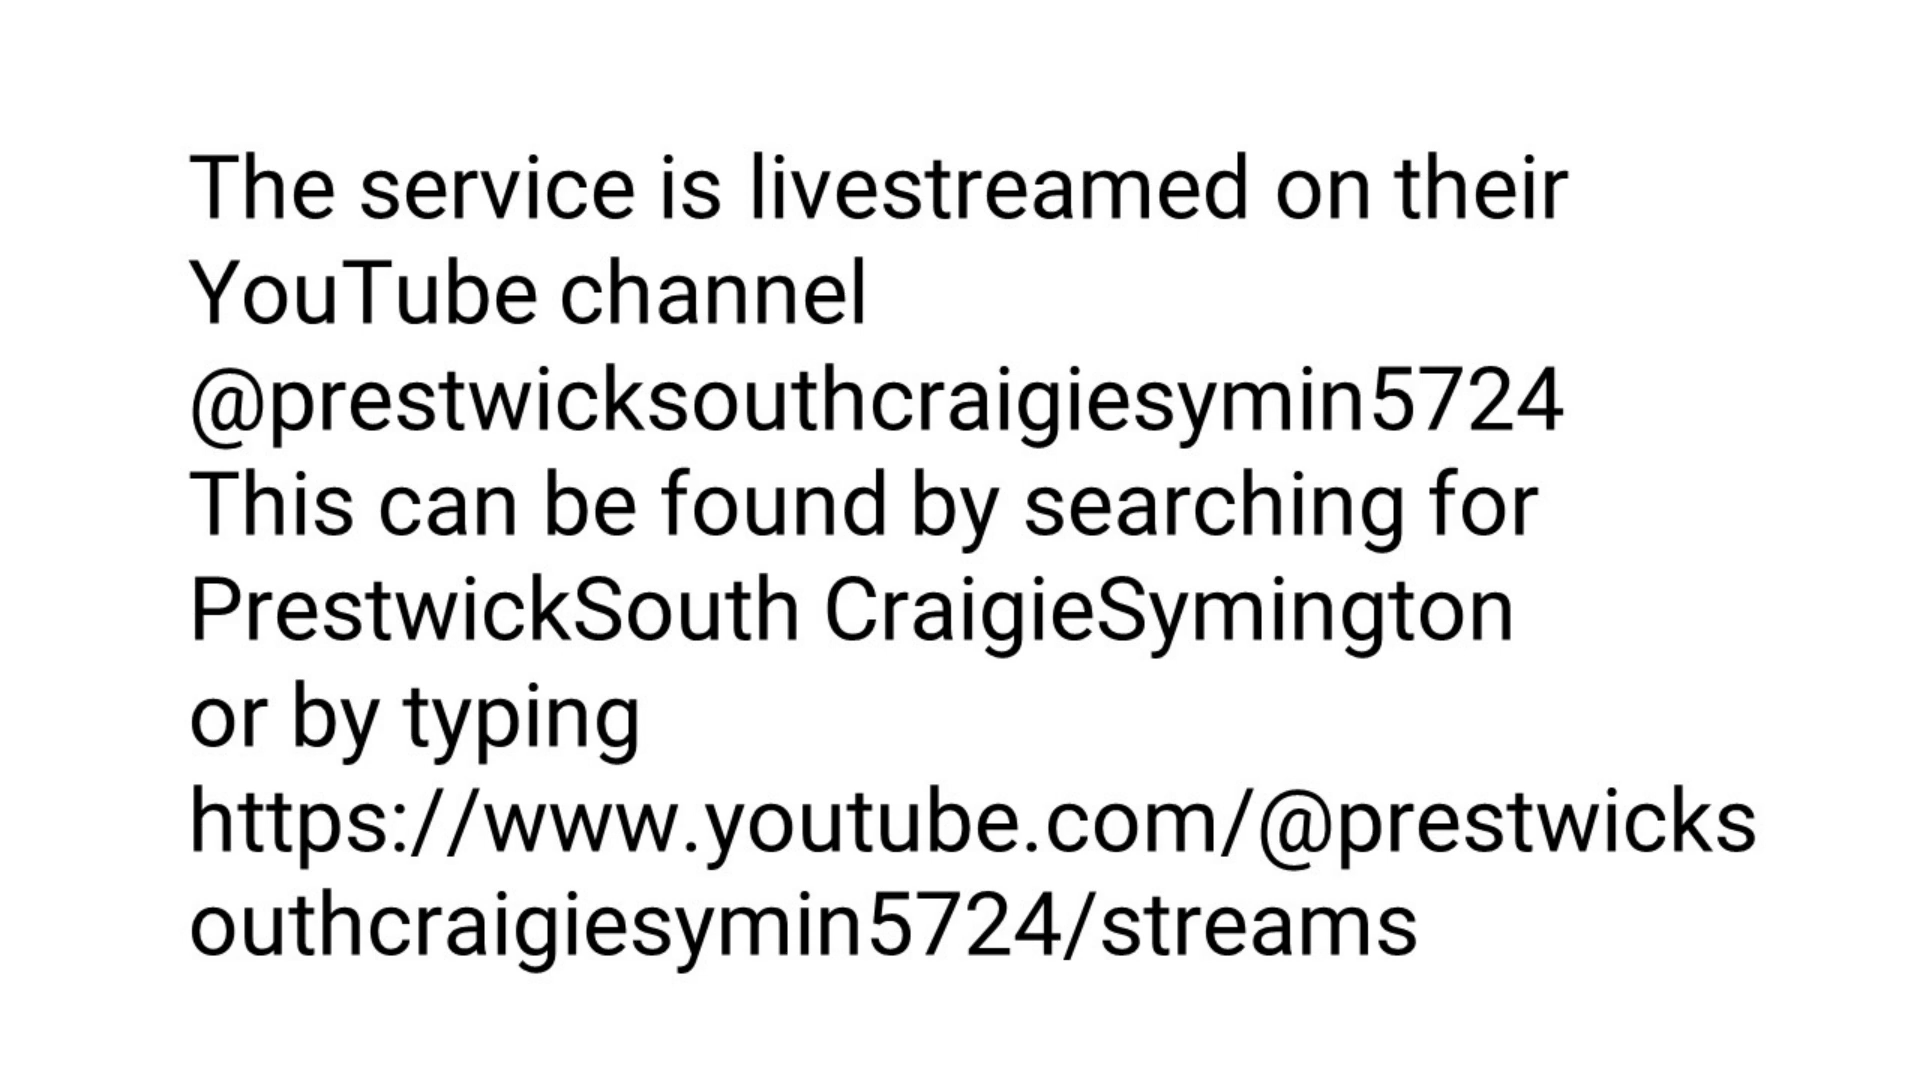 The service is livestreamed on their
YouTube channel
@prestwicksouthcraigiesymin5724
This can be found by searching for
PrestwickSouth CraigieSymington
or by typing
https://www.youtube.com/@prestwicks
outhcraigiesymin5724/streams